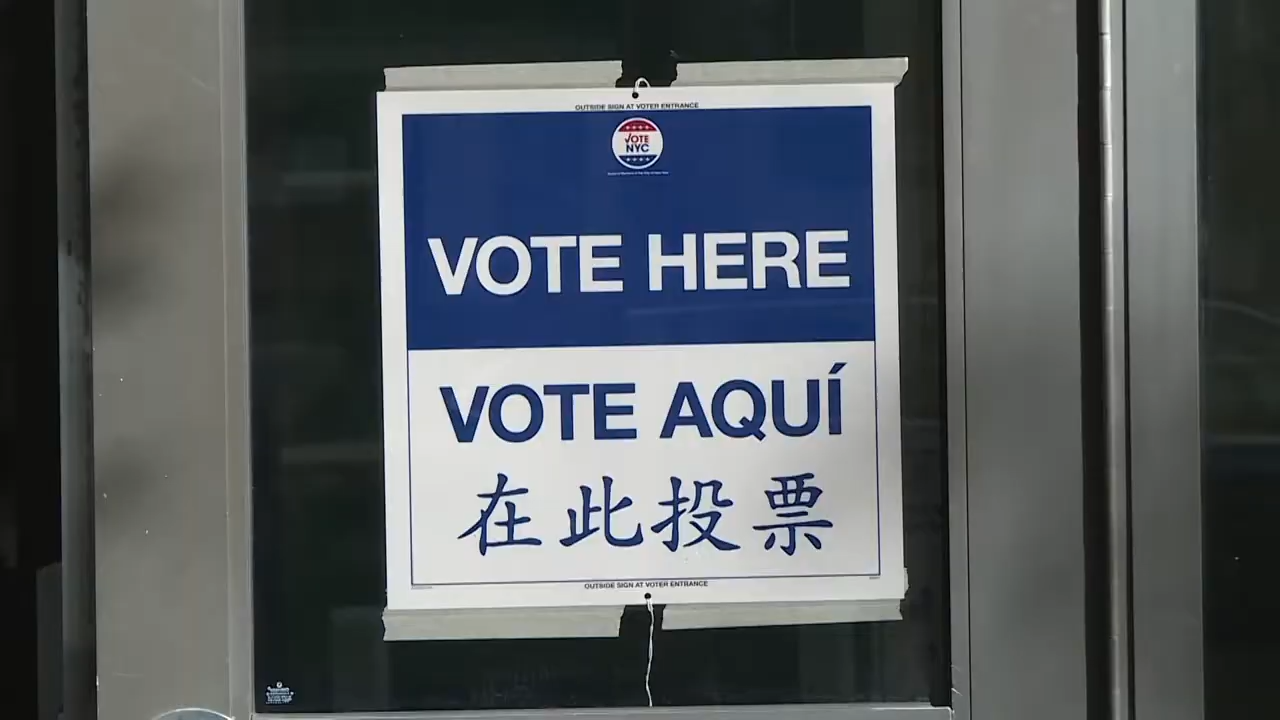 OUTSIDE SIGN AT VOTER ENTRANCE
VOTE
NYC
VOTE HERE
VOTE AQUÍ
在此投票
OUTSIDE SIGN AT VOTER ENTRANCE